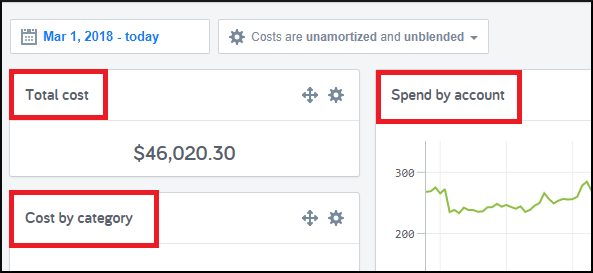 Mar 1, 2018 - today
Costs are unamortized and unblended
Total cost
$46,020.30
Cost by category
Spend by account
300
200